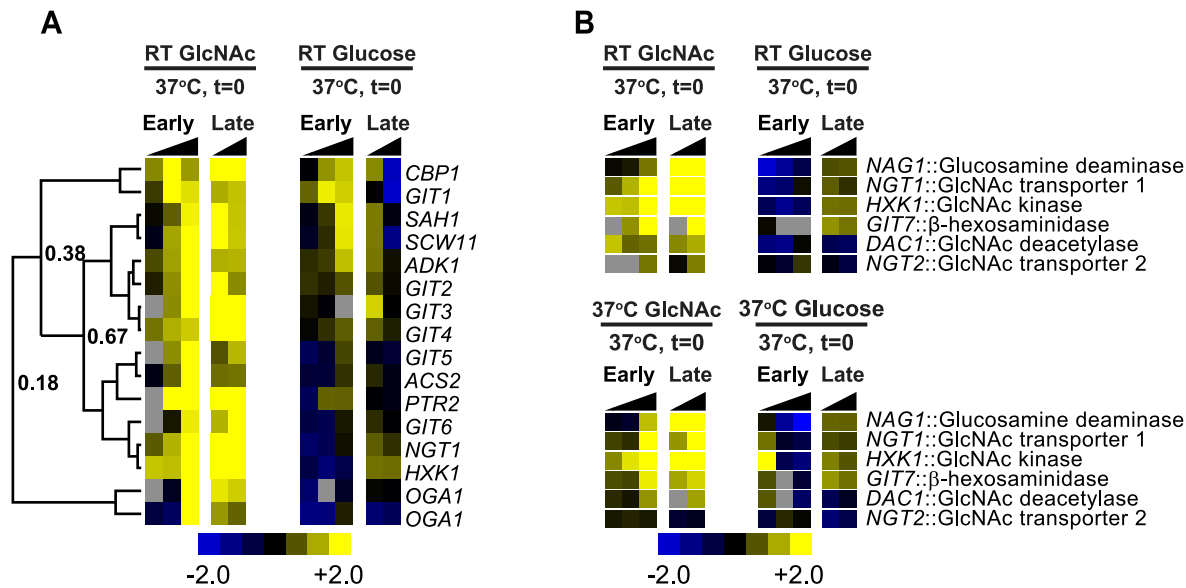 A
RT GlcNAc
37°C, t=0
RT Glucose
37°C, t=0
Early
Late
Early
Late
CBP1
GIT1
SAH1
SCW11
ADK1
GIT2
GIT3
GIT4
GIT5
ACS2
PTR2
GIT6
NGT1
HXK1
OGA1
OGA1
0.38
0.67
0.18
-2.0
+2.0
B
RT GlcNAc
37°C, t=0
RT Glucose
37°C, t=0
Early
Late
Early
Late
NAG1::Glucosamine deaminase
NGT1::GlcNAc transporter 1
HXK1::GlcNAc kinase
GIT7::β-hexosaminidase
DAC1::GlcNAc deacetylase
NGT2::GlcNAc transporter 2
37°C GlcNAc
37°C, t=0
37°C Glucose
37°C, t=0
Early
Late
Early
Late
NAG1::Glucosamine deaminase
NGT1::GlcNAc transporter 1
HXK1::GlcNAc kinase
GIT7::β-hexosaminidase
DAC1::GlcNAc deacetylase
NGT2::GlcNAc transporter 2
-2.0
+2.0